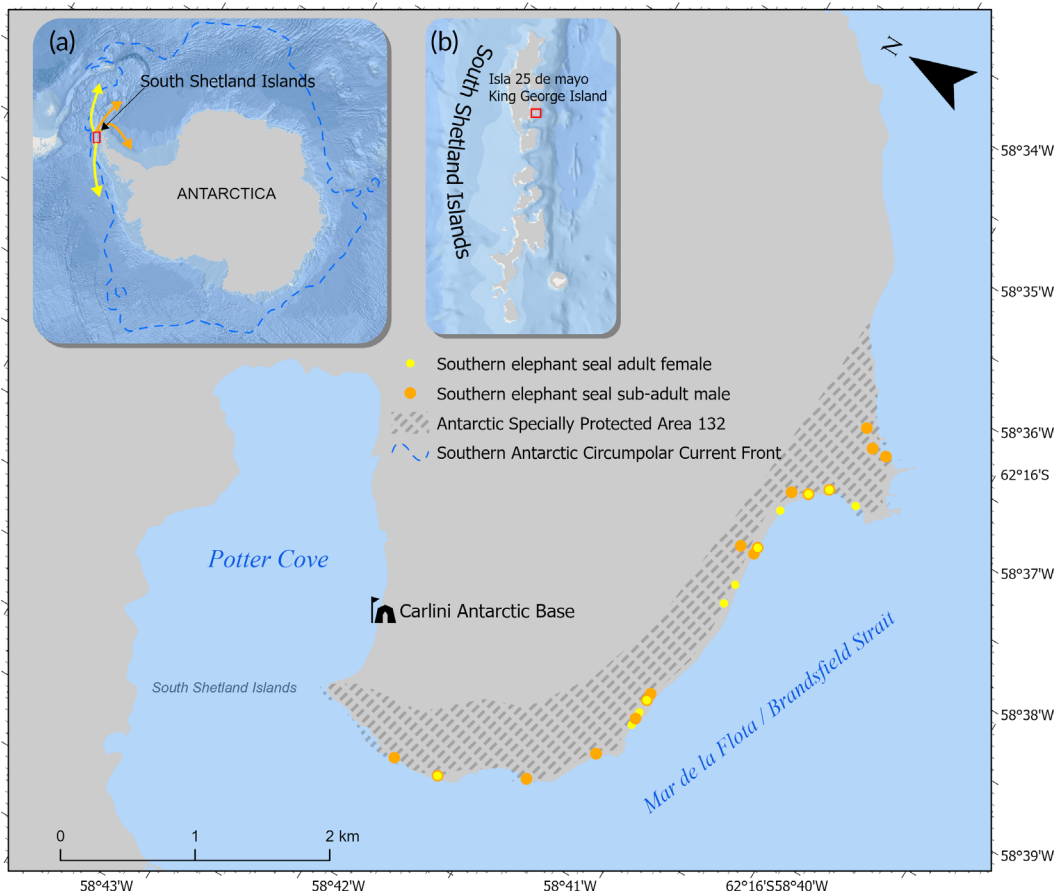 (a)
South Shetland Islands
ANTARCTICA
(b)
South Shetland Islands
Isla 25 de mayo
King George Island
N
Southern elephant seal adult female
Southern elephant seal sub-adult male
Antarctic Specially Protected Area 132
Southern Antarctic Circumpolar Current Front
Potter Cove
Carlini Antarctic Base
South Shetland Islands
Mar de la Flota / Brandsfield Strait
0 1 2 km
58°34'W
58°35'W
58°36'W
62°16'S
58°37'W
58°38'W
58°39'W
58°43'W 58°42'W 58°41'W 62°16'S58°40'W